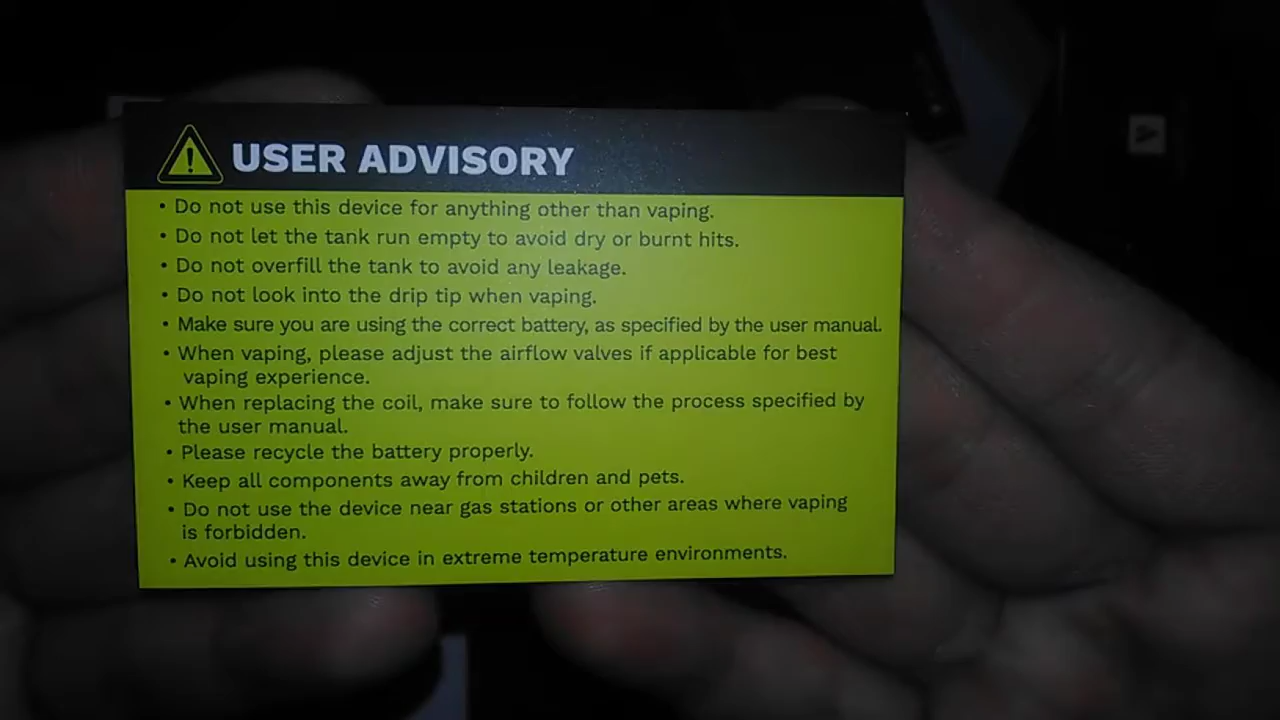 USER ADVISORY
• Do not use this device for anything other than vaping.
• Do not let the tank run empty to avoid dry or burnt hits.
• Do not overfill the tank to avoid any leakage.
• Do not look into the drip tip when vaping.
• Make sure you are using the correct battery, as specified by the user manual.
• When vaping, please adjust the airflow valves if applicable for best
vaping experience.
• When replacing the coil, make sure to follow the process specified by
the user manual.
• Please recycle the battery properly.
• Keep all components away from children and pets.
• Do not use the device near gas stations or other areas where vaping
is forbidden.
• Avoid using this device in extreme temperature environments.